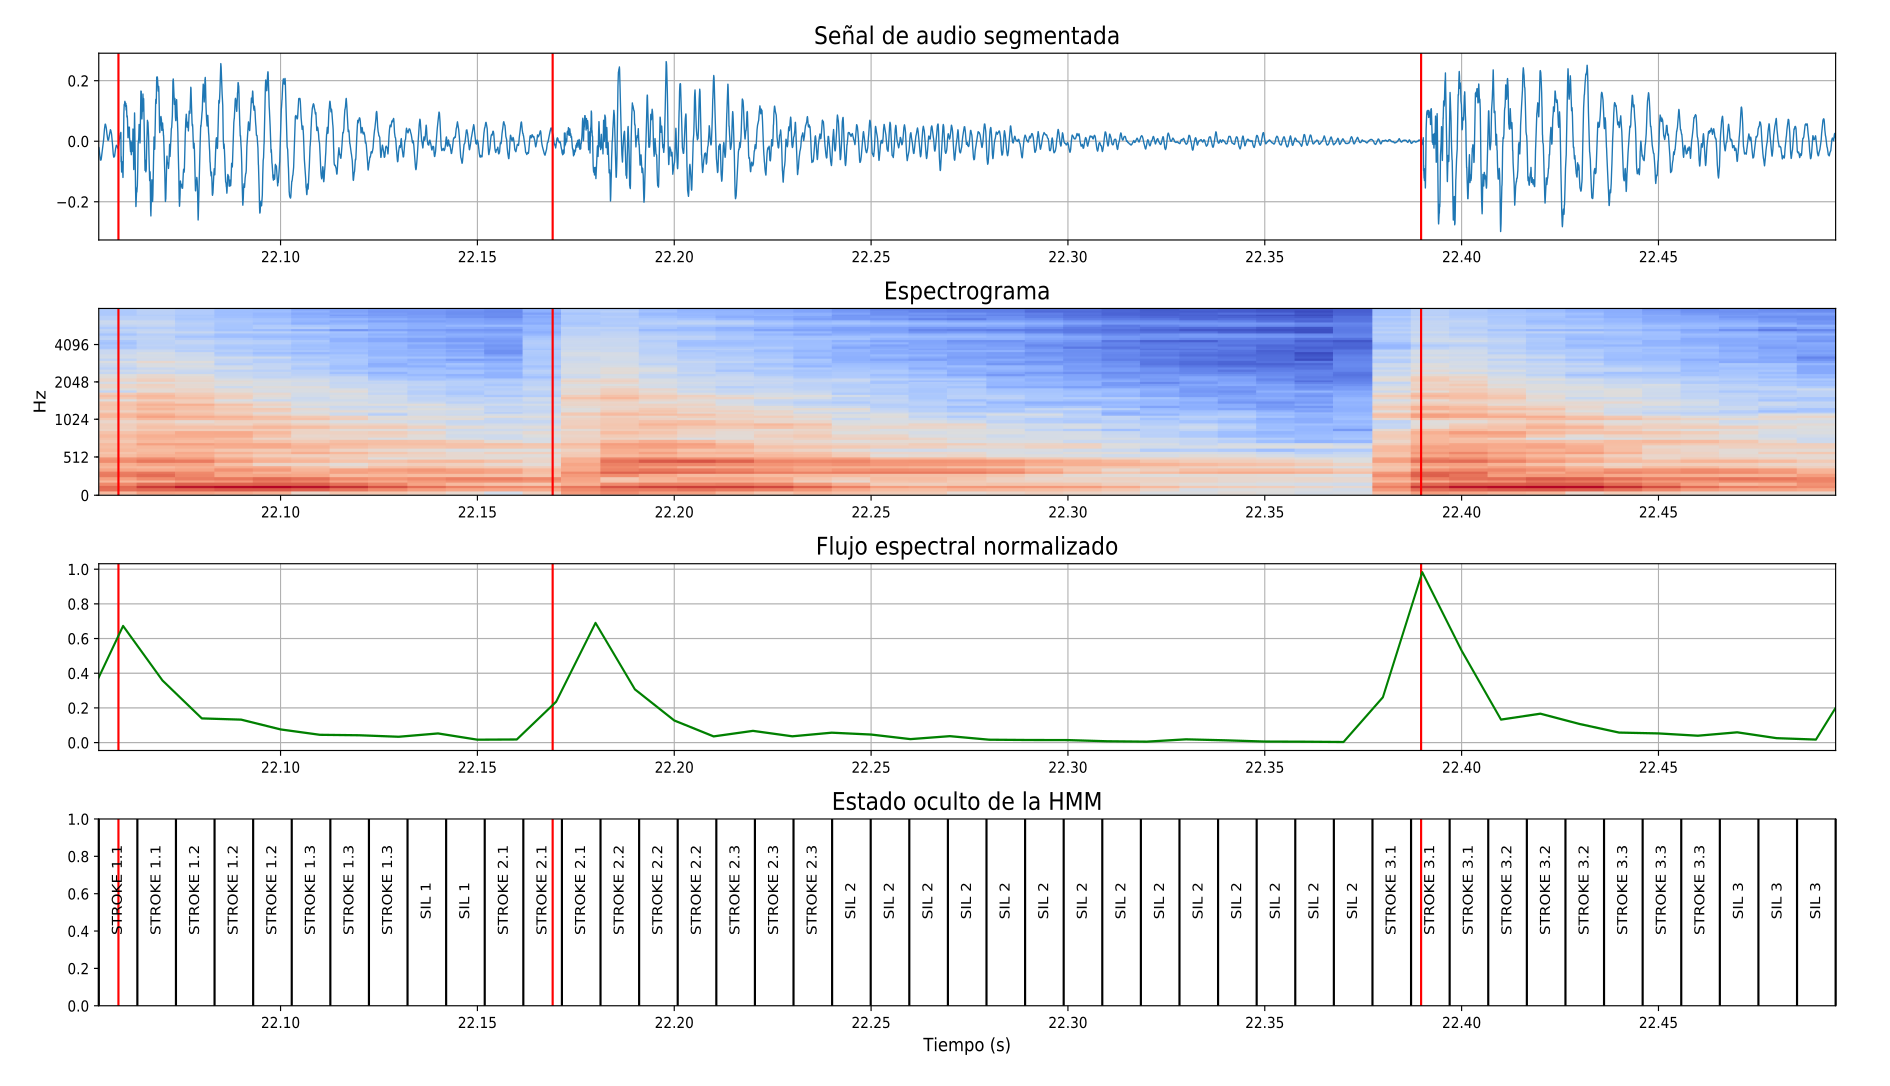 Señal de audio segmentada
0.2
0.0
−0.2
22.10 22.15 22.20 22.25 22.30 22.35 22.40 22.45
Espectrograma
Hz
4096
2048
1024
512
0
22.10 22.15 22.20 22.25 22.30 22.35 22.40 22.45
Flujo espectral normalizado
1.0
0.8
0.6
0.4
0.2
0.0
22.10 22.15 22.20 22.25 22.30 22.35 22.40 22.45
Estado oculto de la HMM
1.0
0.8
0.6
0.4
0.2
0.0
STROKE 1.1
STROKE 1.1
STROKE 1.2
STROKE 1.2
STROKE 1.2
STROKE 1.3
STROKE 1.3
STROKE 1.3
SIL 1
SIL 1
STROKE 2.1
STROKE 2.1
STROKE 2.1
STROKE 2.2
STROKE 2.2
STROKE 2.2
STROKE 2.3
STROKE 2.3
STROKE 2.3
SIL 2
SIL 2
SIL 2
SIL 2
SIL 2
SIL 2
SIL 2
SIL 2
SIL 2
SIL 2
SIL 2
SIL 2
SIL 2
SIL 2
STROKE 3.1
STROKE 3.1
STROKE 3.1
STROKE 3.2
STROKE 3.2
STROKE 3.2
STROKE 3.3
STROKE 3.3
STROKE 3.3
SIL 3
SIL 3
SIL 3
22.10 22.15 22.20 22.25 22.30 22.35 22.40 22.45
Tiempo (s)